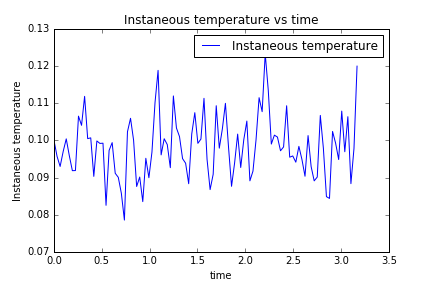 Instaneous temperature vs time
Instaneous temperature
0.13
0.12
0.11
0.10
0.09
0.08
0.07
Instaneous temperature
0.0 0.5 1.0 1.5 2.0 2.5 3.0 3.5
time